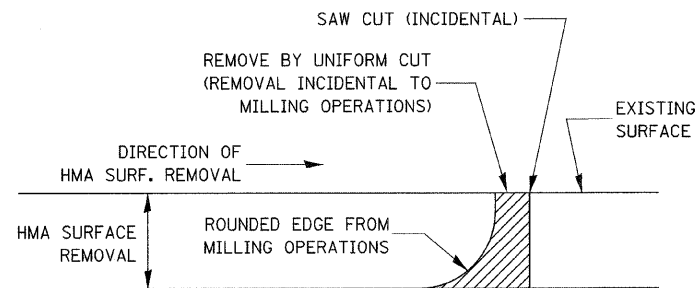 SAW CUT (INCIDENTAL)
REMOVE BY UNIFORM CUT
(REMOVAL INCIDENTAL TO
MILLING OPERATIONS)
EXISTING
SURFACE
DIRECTION OF
HMA SURF. REMOVAL
HMA SURFACE
REMOVAL
ROUNDED EDGE FROM
MILLING OPERATIONS